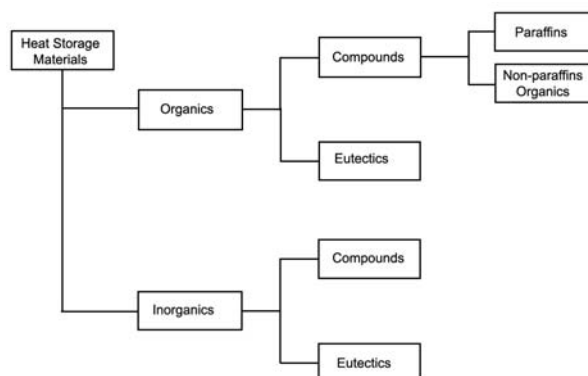 Heat Storage
Materials
Organics
Compounds
Paraffins
Non-paraffins
Organics
Eutectics
Inorganics
Compounds
Eutectics